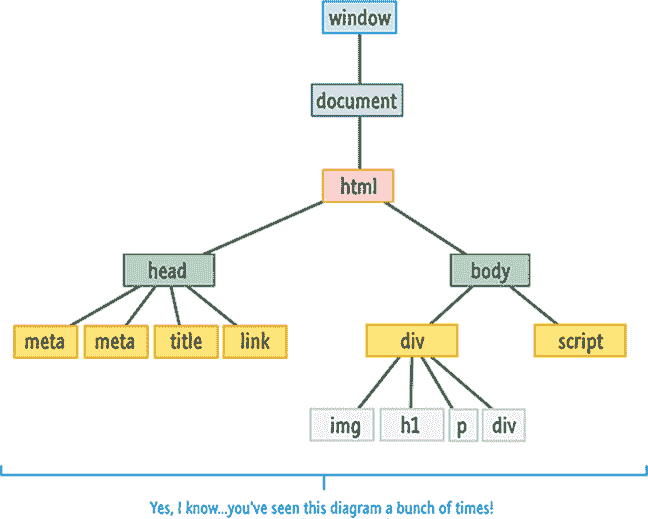 window
document
html
head body
meta meta title link div script
img h1 p div
Yes, I know...you've seen this diagram a bunch of times!